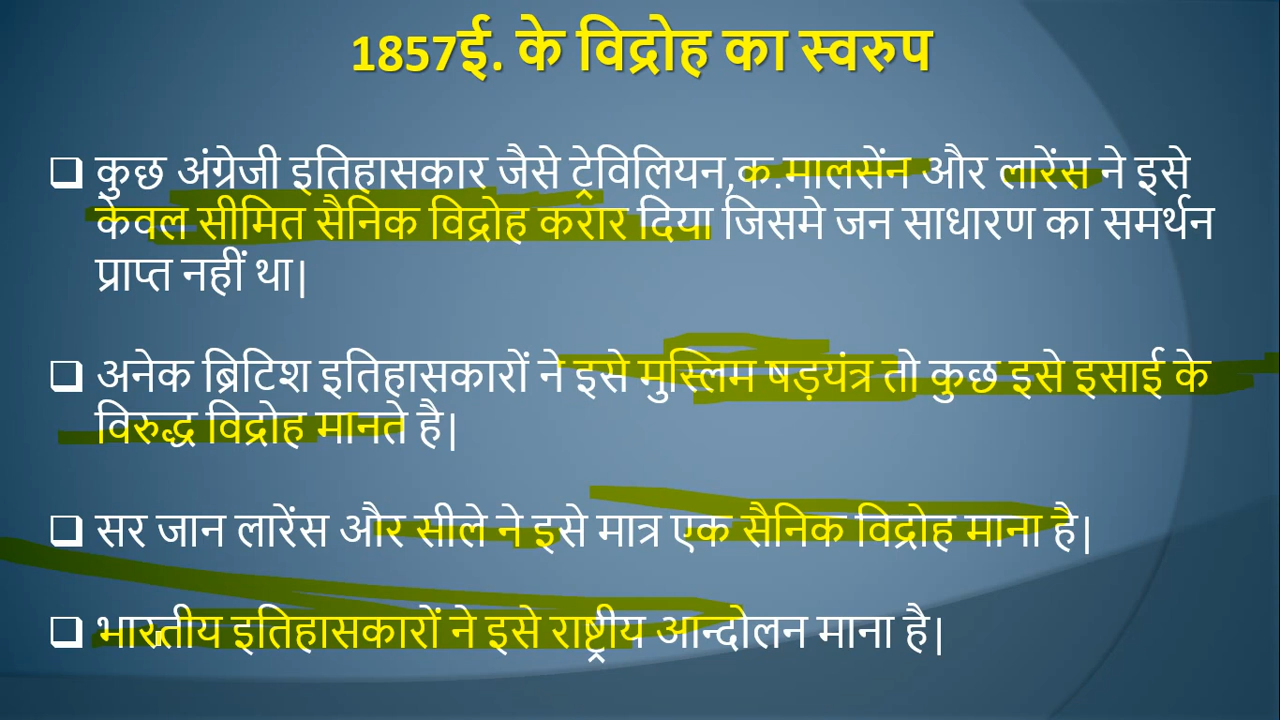 1857ई. के विद्रोह का स्वरुप
कुछ अंग्रेजी इतिहासकार जैसे ट्रेविलियन,क.मालसेंन और लारेंस ने इसे
केवल सीमित सैनिक विद्रोह करार दिया जिसमे जन साधारण का समर्थन
प्राप्त नहीं था|
अनेक ब्रिटिश इतिहासकारों ने इसे मुस्लिम षड़यंत्र तो कुछ इसे इसाई के
विरुद्ध विद्रोह मानते है|
सर जान लारेंस और सीले ने इसे मात्र एक सैनिक विद्रोह माना है|
भारतीय इतिहासकारों ने इसे राष्ट्रीय आन्दोलन माना है|